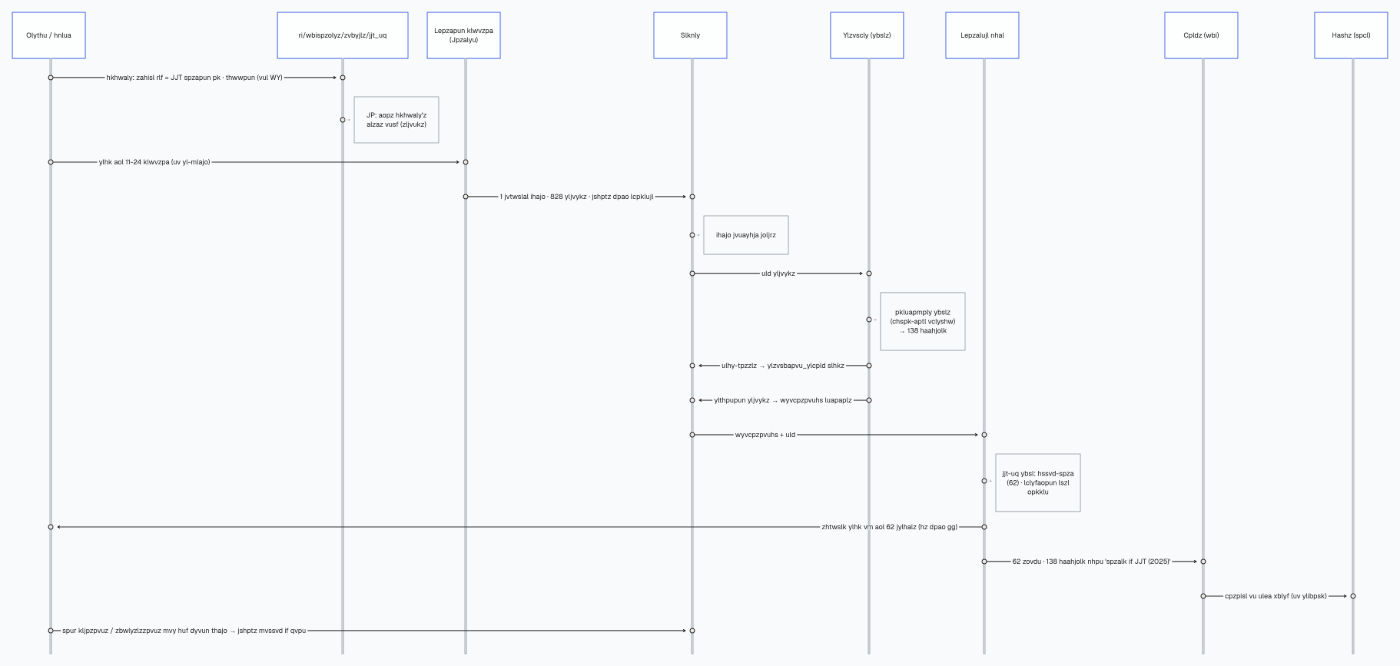 Olythu / hnlua
ri/wbispzolyz/zvbyjlz/jjt_uq
Lepzapun klwvzpa
(Jpzalyu)
Slknly
Ylzvscly (ybslz)
Lepzalujl nhal
Cpldz (wbi)
Hashz (spcl)
hkhwaly: zahisl rlf = JJT spzapun pk · thwwpun (vul WY)
JP: aopz hkhwaly'z
alzaz vusf (zljvukz)
ylhk aol 11-24 klwvzpa (uv yl-mlajo)
1 jvtwslal ihajo · 828 yljvykz · jshptz dpao lcpklujl
ihajo jvuayhja joljrz
uld yljvykz
pkluapmply ybslz
(chspk-aptl vclyshw)
→ 138 haahjolk
ulhy-tpzzlz → ylzvsbapvu_ylcpld slhkz
ylthpupun yljvykz → wyvcpzpvuhs luapaplz
wyvcpzpvuhs + uld
jjt-uq ybsl: hssvd-spza
(62) · lclyfaopun lszl
opkklu
zhtwslk ylhk vm aol 62 jylhalz (hz dpao gg)
62 zovdu · 138 haahjolk nhpu 'spzalk if JJT (2025)'
cpzpisl vu ulea xblyf (uv ylibpsk)
spur kljpzpvuz / zbwlyzlzzpvuz mvy huf dyvun thajo → jshptz mvssvd if qvpu